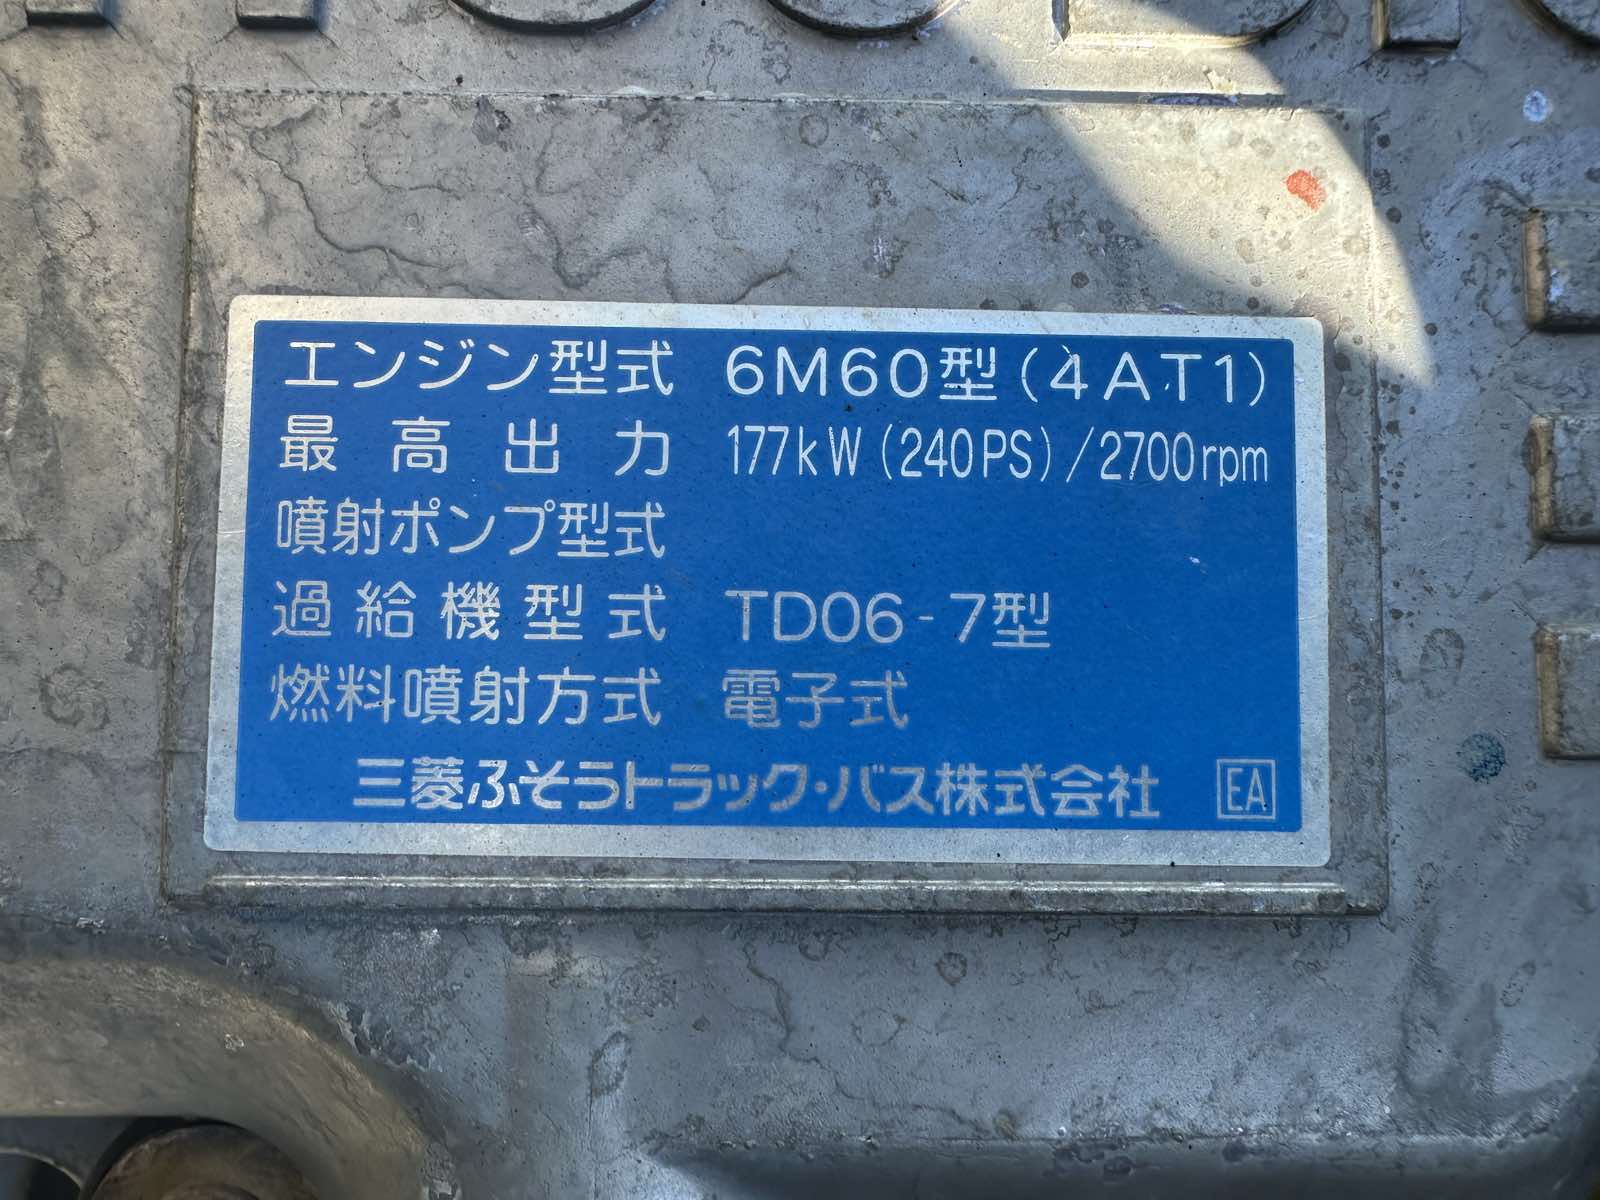 エンジン型式 6M60型(4AT1)
最高出力 177kW(240PS)/2700rpm
噴射ポンプ型式
過給機型式 TD06-7型
燃料噴射方式 電子式
三菱ふそうトラック・バス株式会社 EA